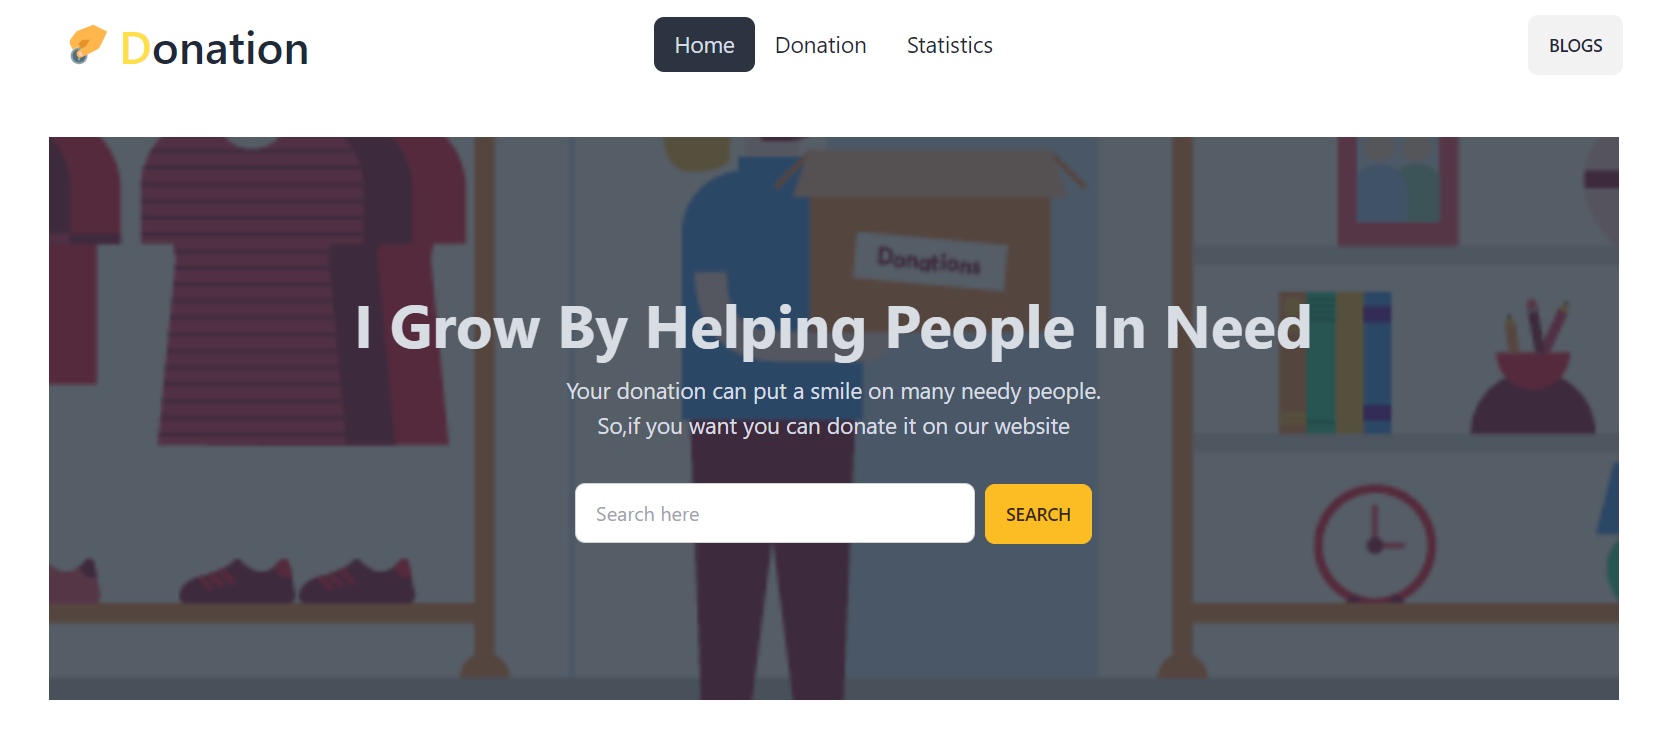 Donation
Home Donation Statistics
BLOGS
Donations
I Grow By Helping People In Need
Your donation can put a smile on many needy people.
So,if you want you can donate it on our website
Search here
SEARCH